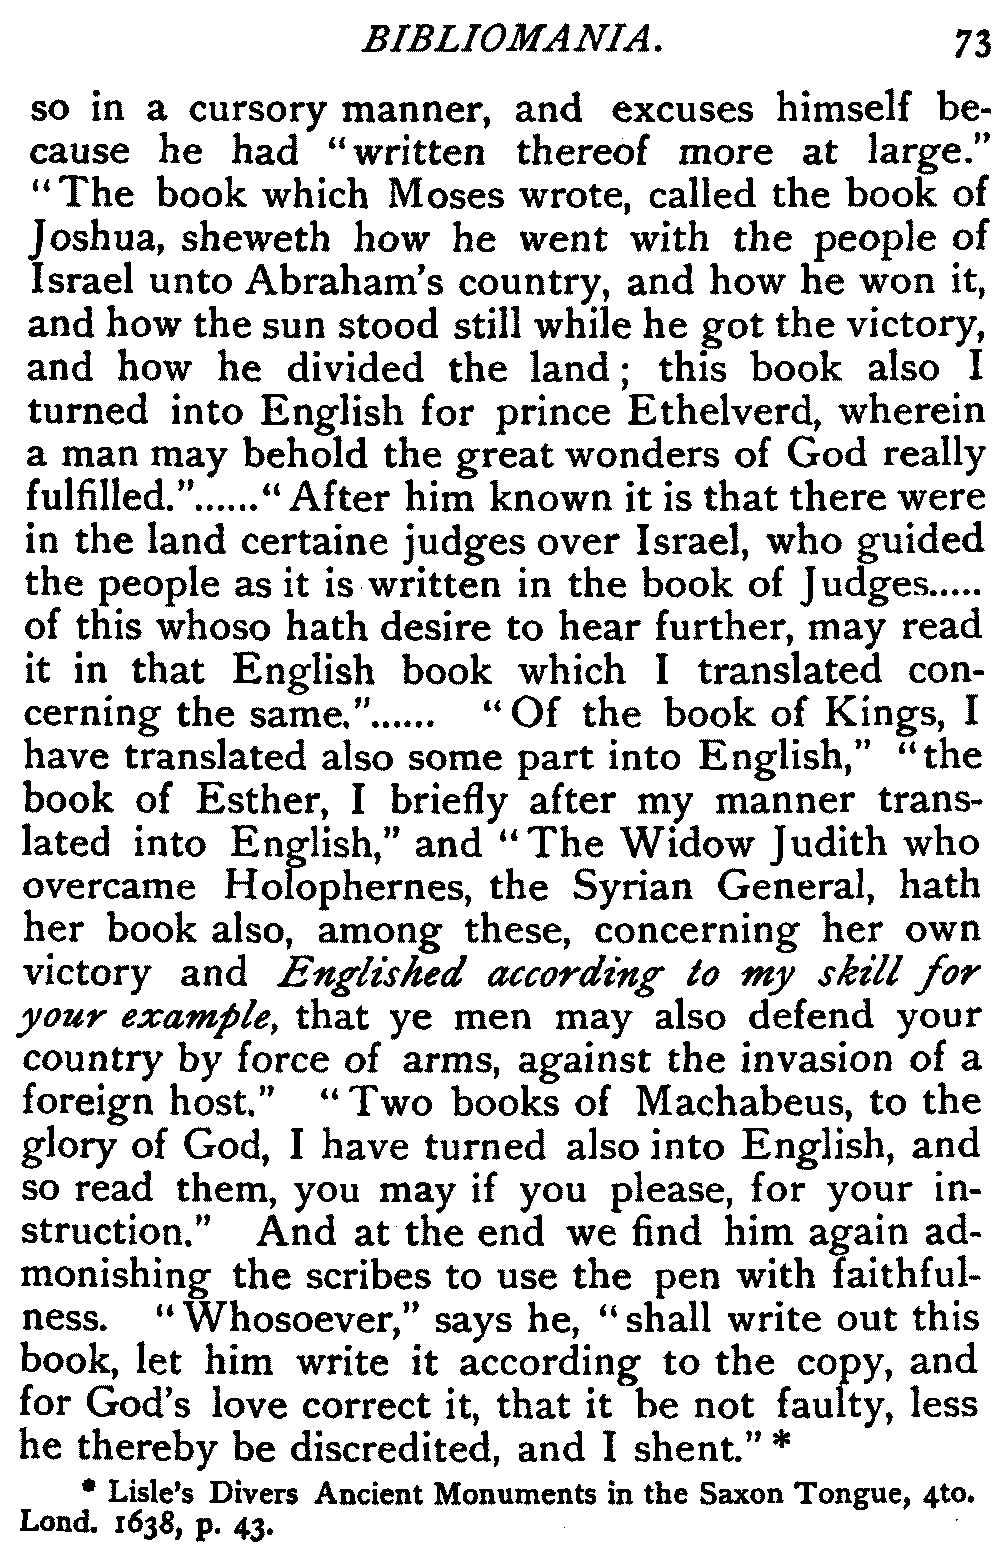 BIBLIOMANIA. 73
so in a cursory manner, and excuses himself be-
cause he had "written thereof more at large."
"The book which Moses wrote, called the book of
Joshua, sheweth how he went with the people of
Israel unto Abraham's country, and how he won it,
and how the sun stood still while he got the victory,
and how he divided the land; this book also I
turned into English for prince Ethelverd, wherein
a man may behold the great wonders of God really
fulfilled."......"After him known it is that there were
in the land certaine judges over Israel, who guided
the people as it is written in the book of Judges.....
of this whoso hath desire to hear further, may read
it in that English book which I translated con-
cerning the same."...... "Of the book of Kings, I
have translated also some part into English," "the
book of Esther, I briefly after my manner trans-
lated into English," and "The Widow Judith who
overcame Holophernes, the Syrian General, hath
her book also, among these, concerning her own
victory and Englished according to my skill for
your example, that ye men may also defend your
country by force of arms, against the invasion of a
foreign host." "Two books of Machabeus, to the
glory of God, I have turned also into English, and
so read them, you may if you please, for your in-
struction." And at the end we find him again ad-
monishing the scribes to use the pen with faithful-
ness. "Whosoever," says he, "shall write out this
book, let him write it according to the copy, and
for God's love correct it, that it be not faulty, less
he thereby be discredited, and I shent."*
* Lisle's Divers Ancient Monuments in the Saxon Tongue, 4to.
Lond. 1638, p. 43.